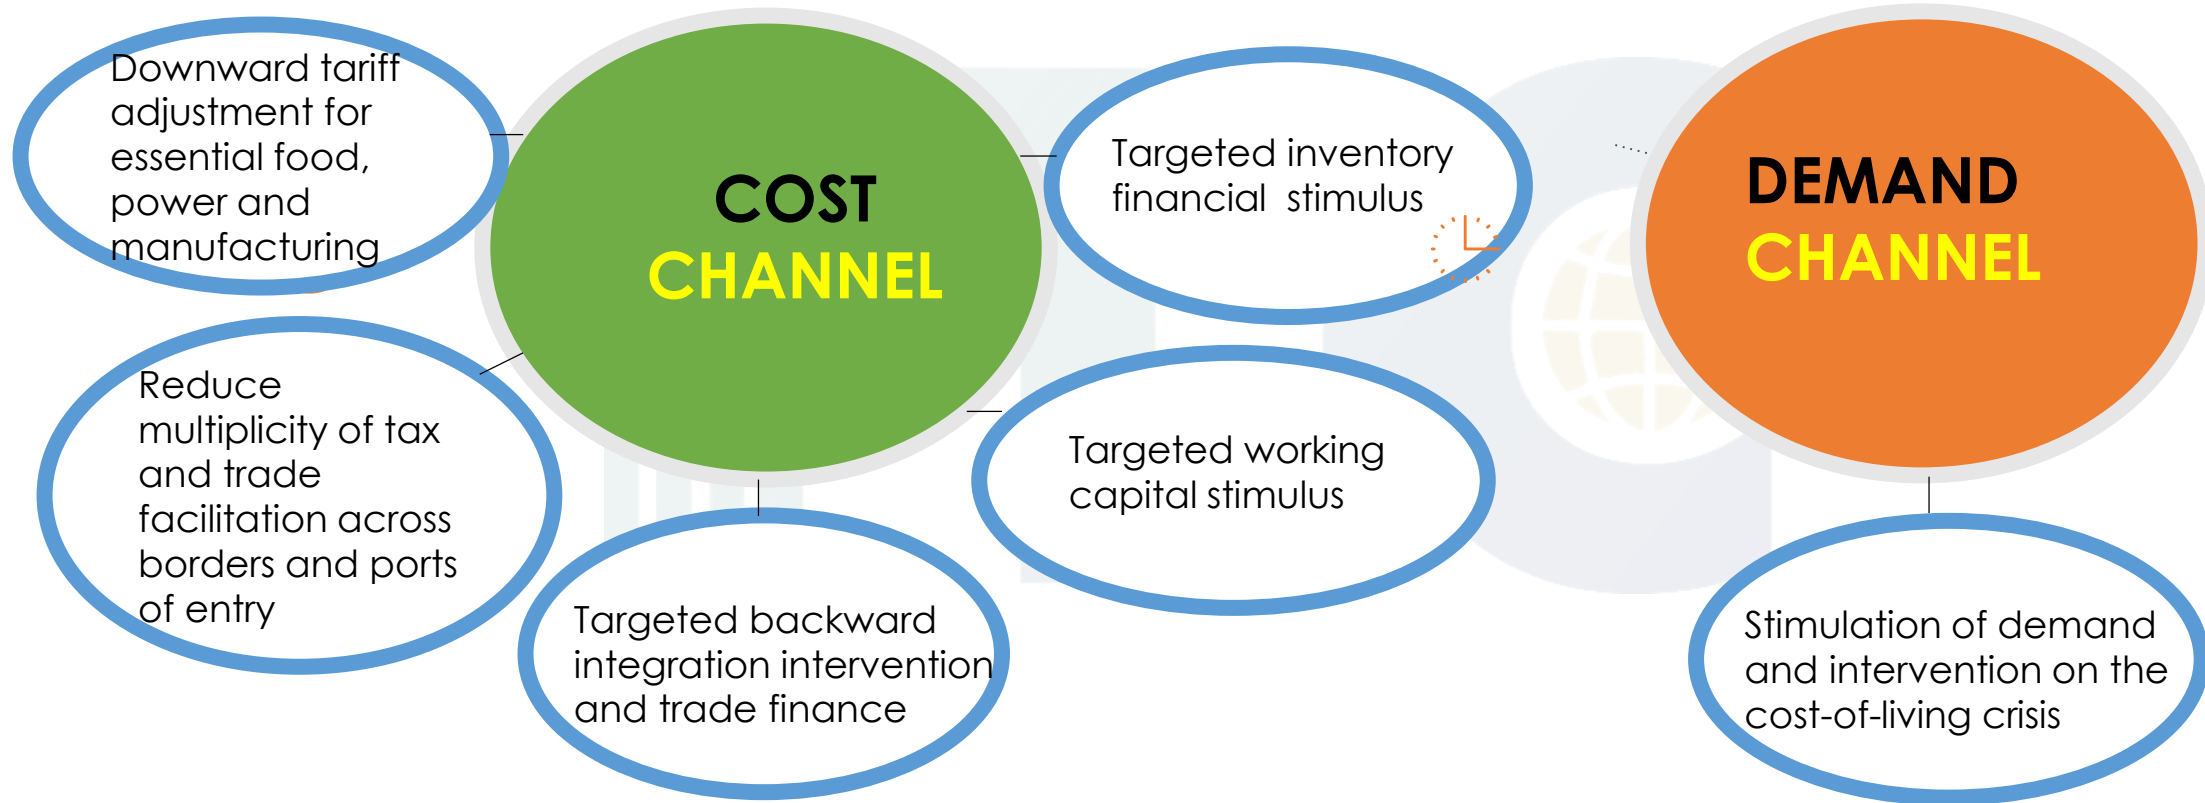 Downward tariff
adjustment for
essential food,
power and
manufacturing
Reduce
multiplicity of tax
and trade
facilitation across
borders and ports
of entry
COST
CHANNEL
Targeted backward
integration intervention
and trade finance
Targeted inventory
financial  stimulus
Targeted working
capital stimulus
DEMAND
CHANNEL
Stimulation of demand
and intervention on the
cost-of-living crisis